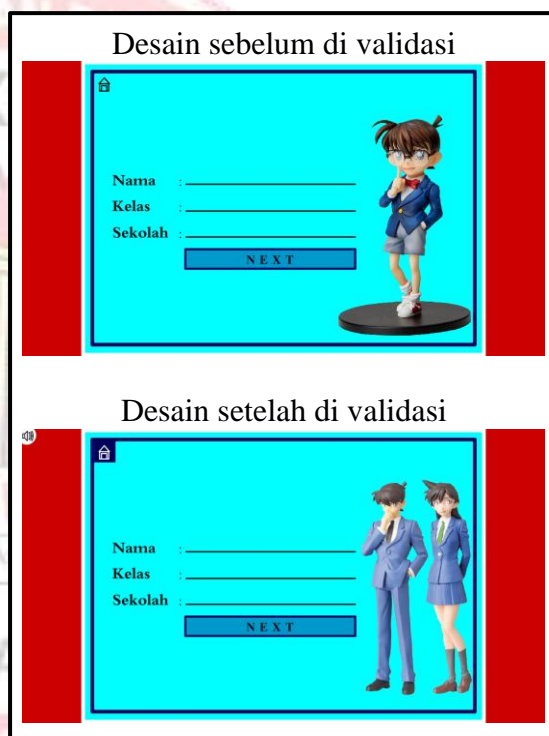 Desain sebelum di validasi
Nama : 
Kelas : 
Sekolah : 
NEXT
Desain setelah di validasi
Nama : 
Kelas : 
Sekolah : 
NEXT